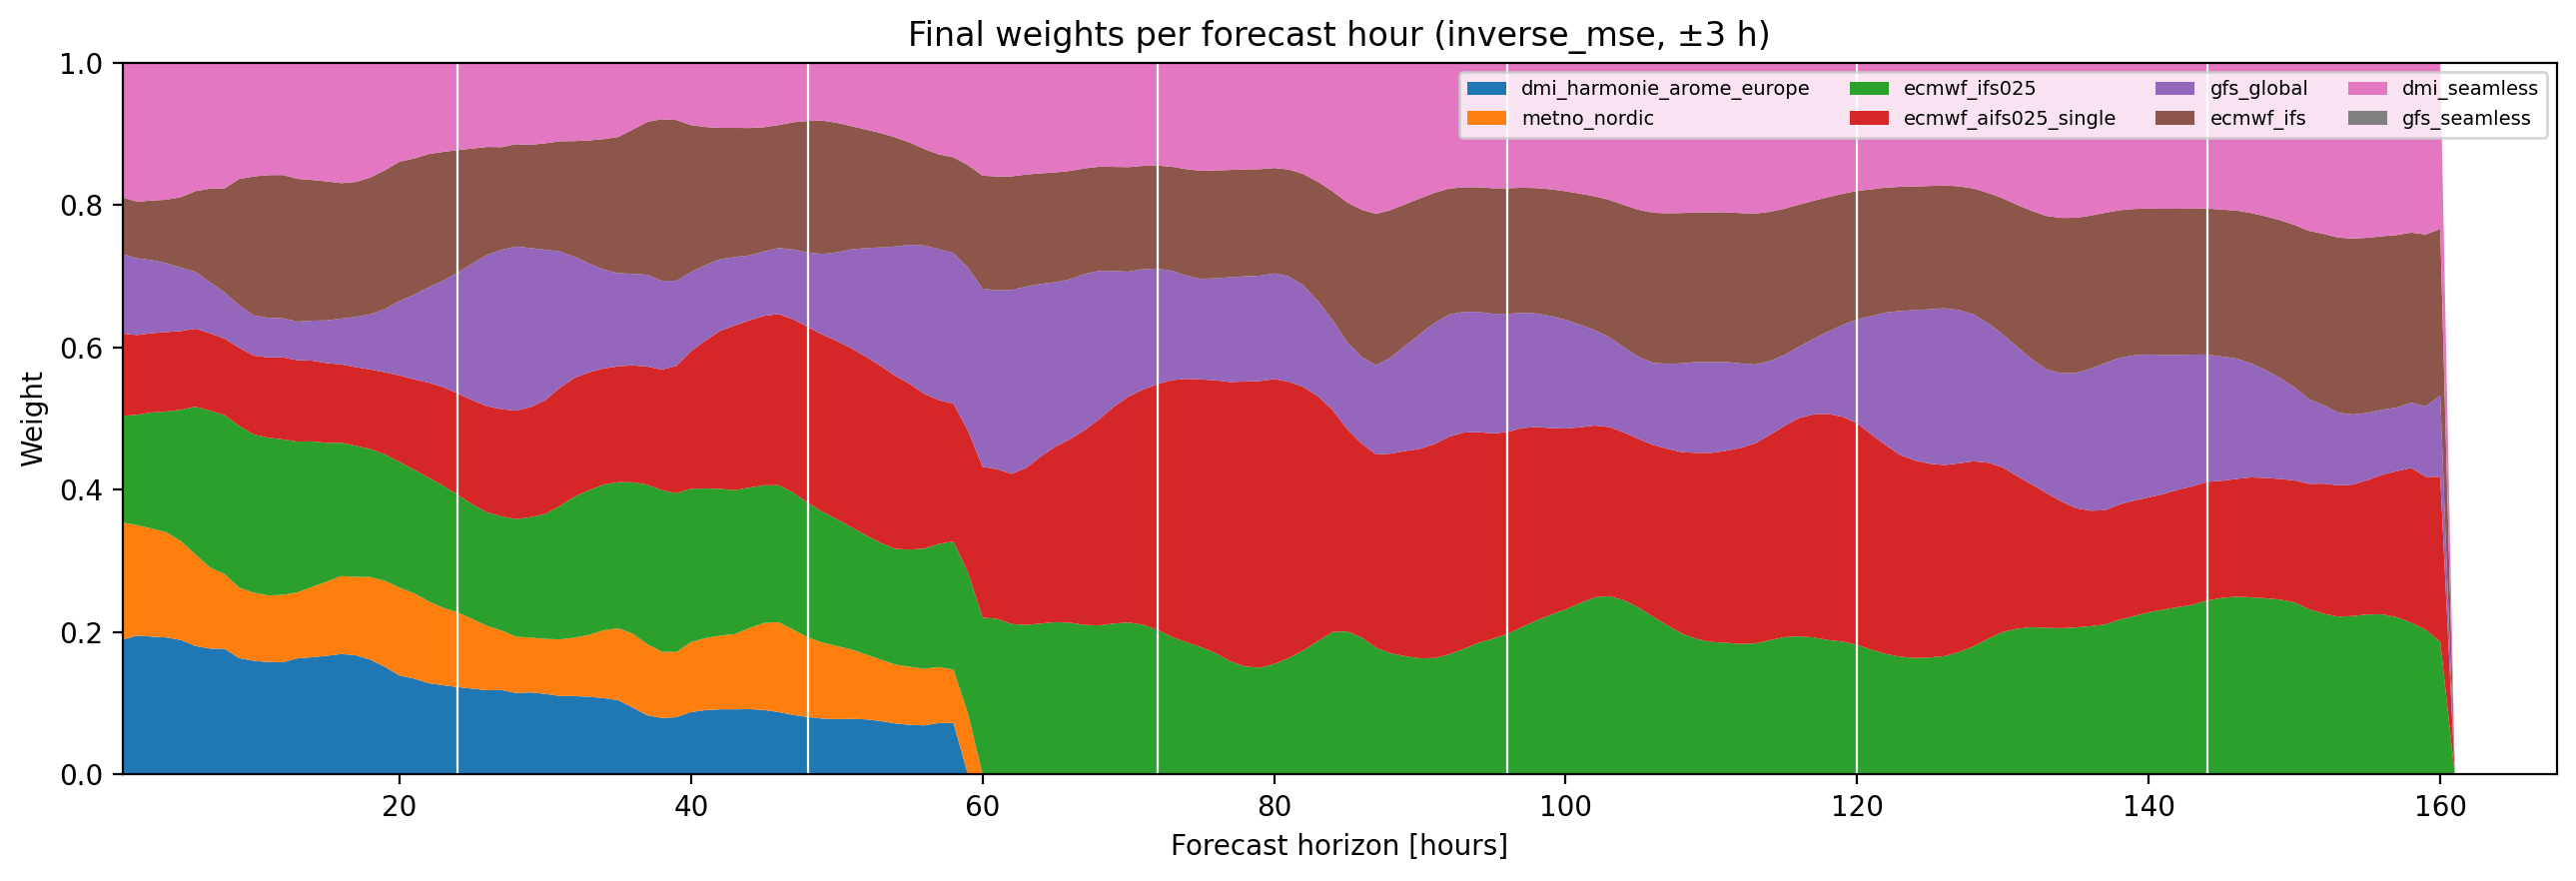 Final weights per forecast hour (inverse_mse, ±3 h)
1.0
0.8
0.6
0.4
0.2
0.0
Weight
dmi_harmonie_arome_europe
metno_nordic
ecmwf_ifs025
ecmwf_aifs025_single
gfs_global
ecmwf_ifs
dmi_seamless
gfs_seamless
20 40 60 80 100 120 140 160
Forecast horizon [hours]